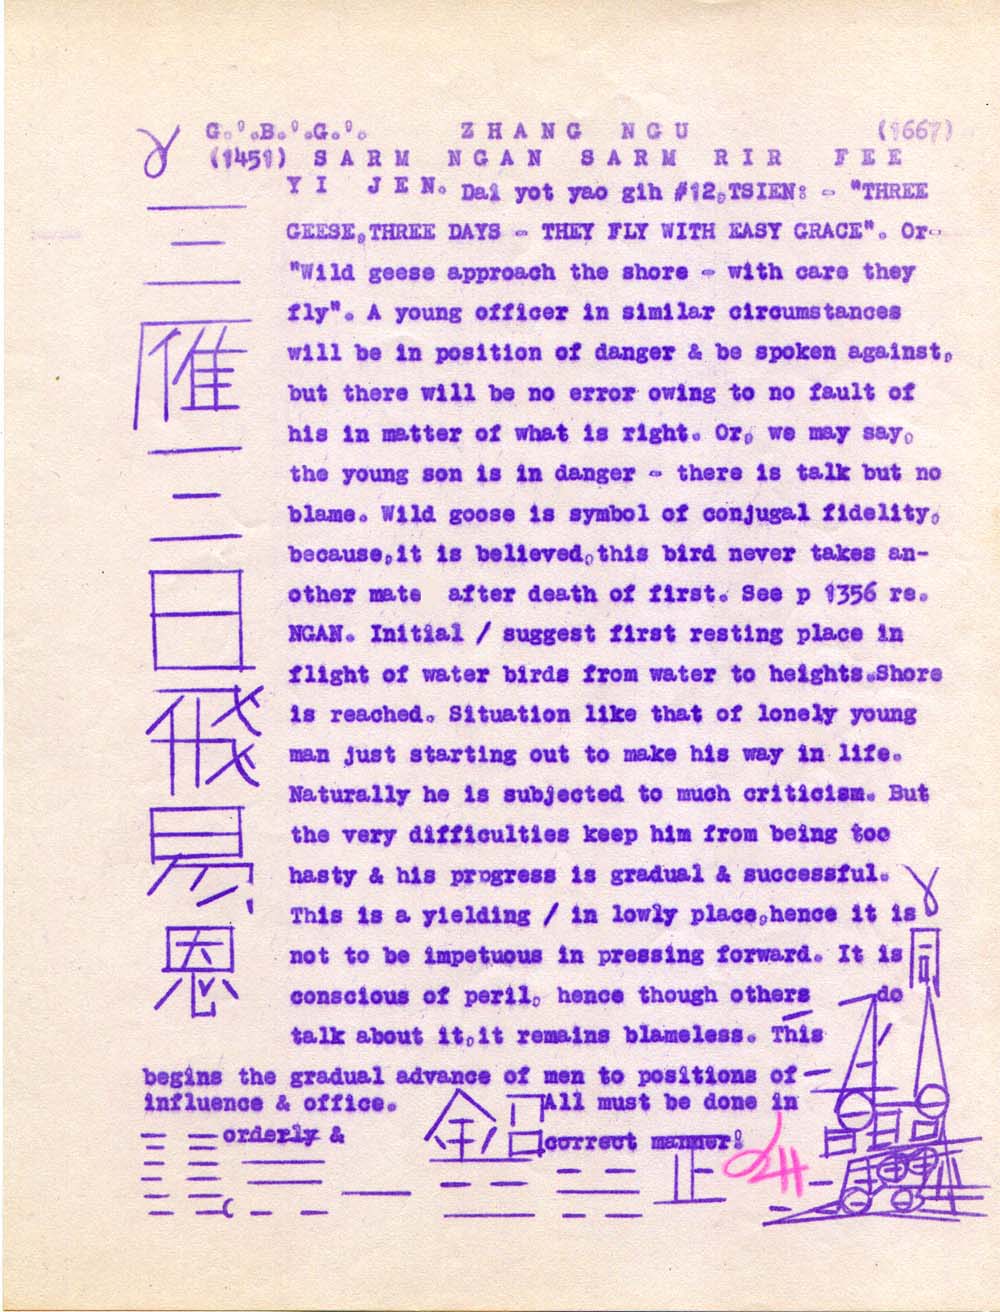 G.'.B.'.G.'. ZHANG NGU (1667)
(1451) SARM NGAN SARM RIR FEE
YI JEN. Dai yot yao gih #12,TSIEN: - "THREE
GEESE,THREE DAYS - THEY FLY WITH EASY GRACE". Or-
"Wild geese approach the shore - with care they
fly". A young officer in similar circumstances
will be in position of danger & be spoken against,
but there will be no error owing to no fault of
his in matter of what is right. Or, we may say,
the young son is in danger - there is talk but no
blame. Wild goose is symbol of conjugal fidelity,
because,it is believed,this bird never takes an-
other mate after death of first. See p 1356 re.
NGAN. Initial / suggest first resting place in
flight of water birds from water to heights.Shore
is reached. Situation like that of lonely young
man just starting out to make his way in life.
Naturally he is subjected to much criticism. But
the very difficulties keep him from being too
hasty & his progress is gradual & successful.
This is a yielding / in lowly place,hence it is
not to be impetuous in pressing forward. It is
conscious of peril, hence though others do
talk about it,it remains blameless. This
begins the gradual advance of men to positions of
influence & office. All must be done in
orderly & correct manner!
三
雁
三
日
飛
易
恩